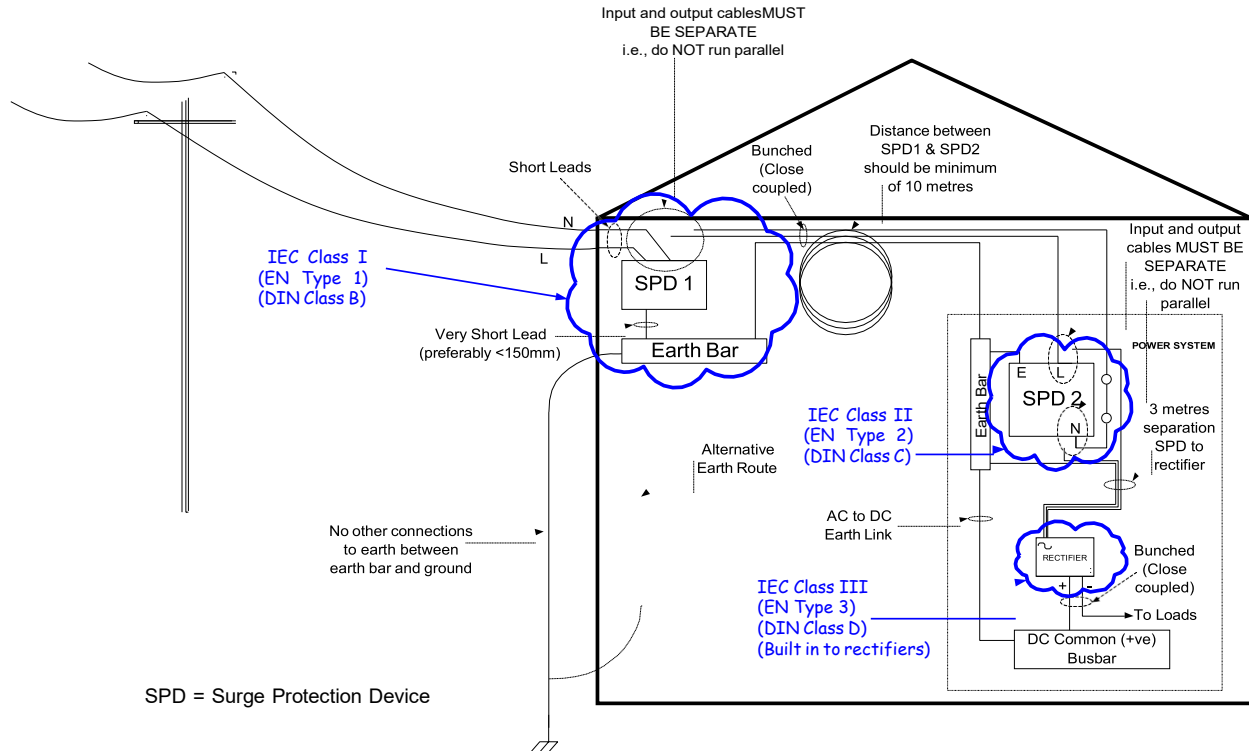 Input and output cablesMUST
BE SEPARATE
i.e., do NOT run parallel
Short Leads
Bunched
(Close
coupled)
Distance between
SPD1 & SPD2
should be minimum
of 10 metres
N
L
IEC Class I
(EN Type 1)
(DIN Class B)
SPD 1
Very Short Lead
(preferably <150mm)
Earth Bar
Input and output
cables MUST BE
SEPARATE
i.e., do NOT run
parallel
POWER SYSTEM
Earth Bar
E
L
SPD 2
N
IEC Class II
(EN Type 2)
(DIN Class C)
3 metres
separation
SPD to
rectifier
Alternative
Earth Route
No other connections
to earth between
earth bar and ground
AC to DC
Earth Link
RECTIFIER
+
-
Bunched
(Close
coupled)
IEC Class III
(EN Type 3)
(DIN Class D)
(Built in to rectifiers)
To Loads
DC Common (+ve)
Busbar
SPD = Surge Protection Device